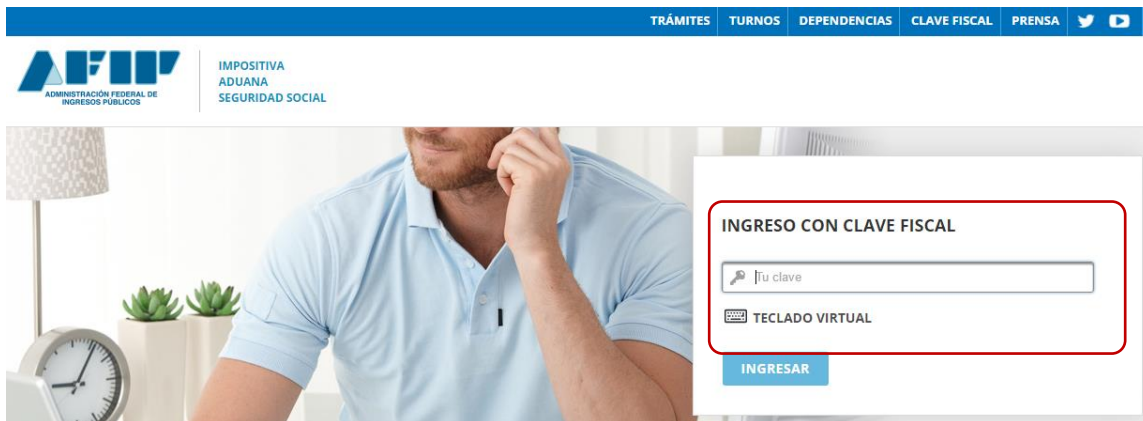 TRÁMITES TURNOS DEPENDENCIAS CLAVE FISCAL PRENSA
AFIP
ADMINISTRACIÓN FEDERAL DE
INGRESOS PÚBLICOS
IMPOSITIVA
ADUANA
SEGURIDAD SOCIAL
INGRESO CON CLAVE FISCAL
Tu clave
TECLADO VIRTUAL
INGRESAR